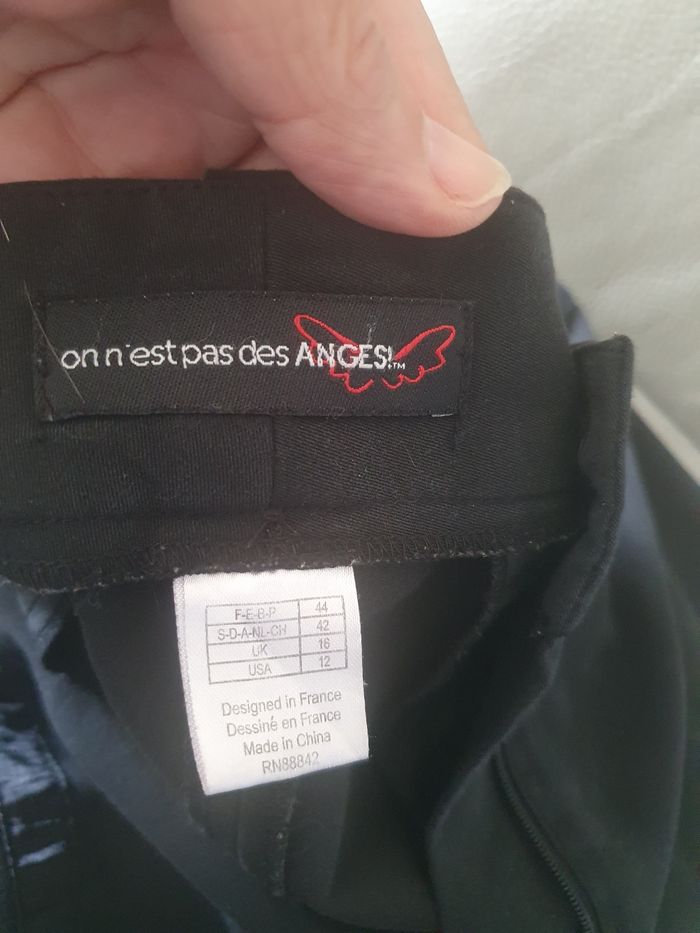 on n'est pas des ANGES!™
F-E-B-P 44
S-D-A-NL-CH 42
UK 16
USA 12
Designed in France
Dessiné en France
Made in China
RN88842